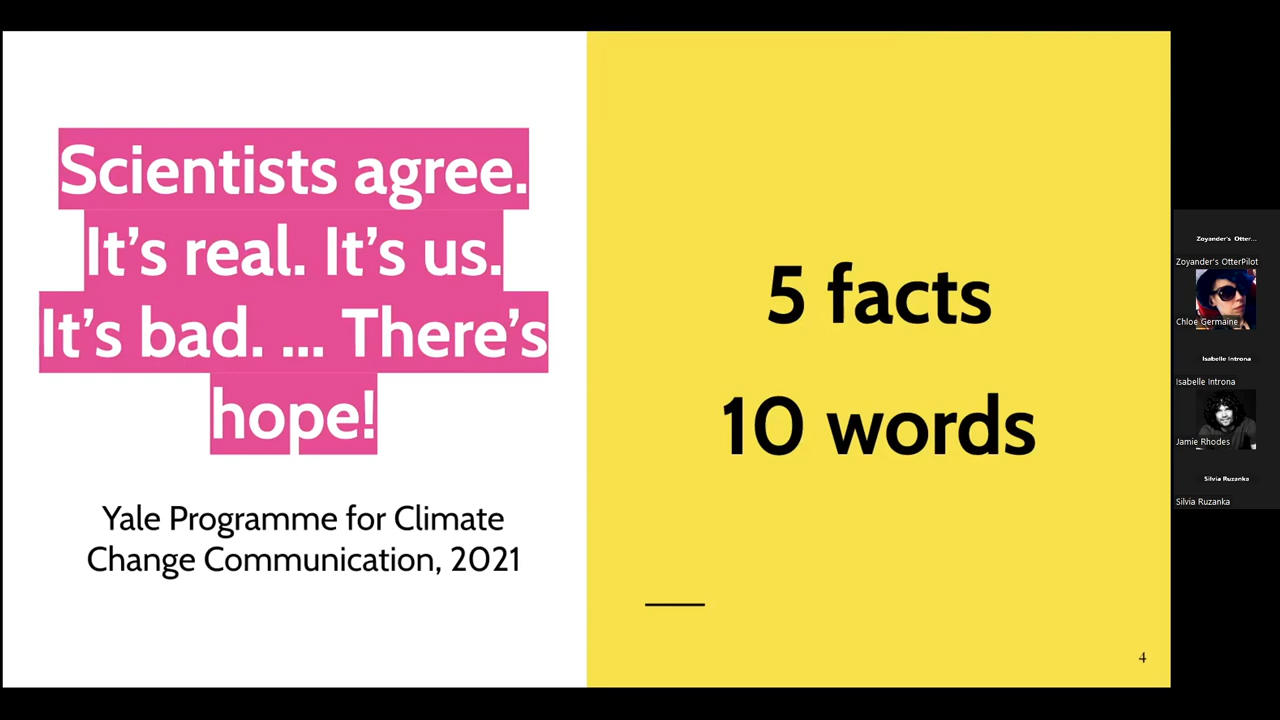 Scientists agree.
It's real. It's us.
It's bad. ... There's
hope!
Yale Programme for Climate
Change Communication, 2021
5 facts
10 words
4
Zoyander's Otter...
Zoyander's OtterPilot
Chloe Germaine
Isabelle Introna
Isabelle Introna
Jamie Rhodes
Silvia Ruzanka
Silvia Ruzanka